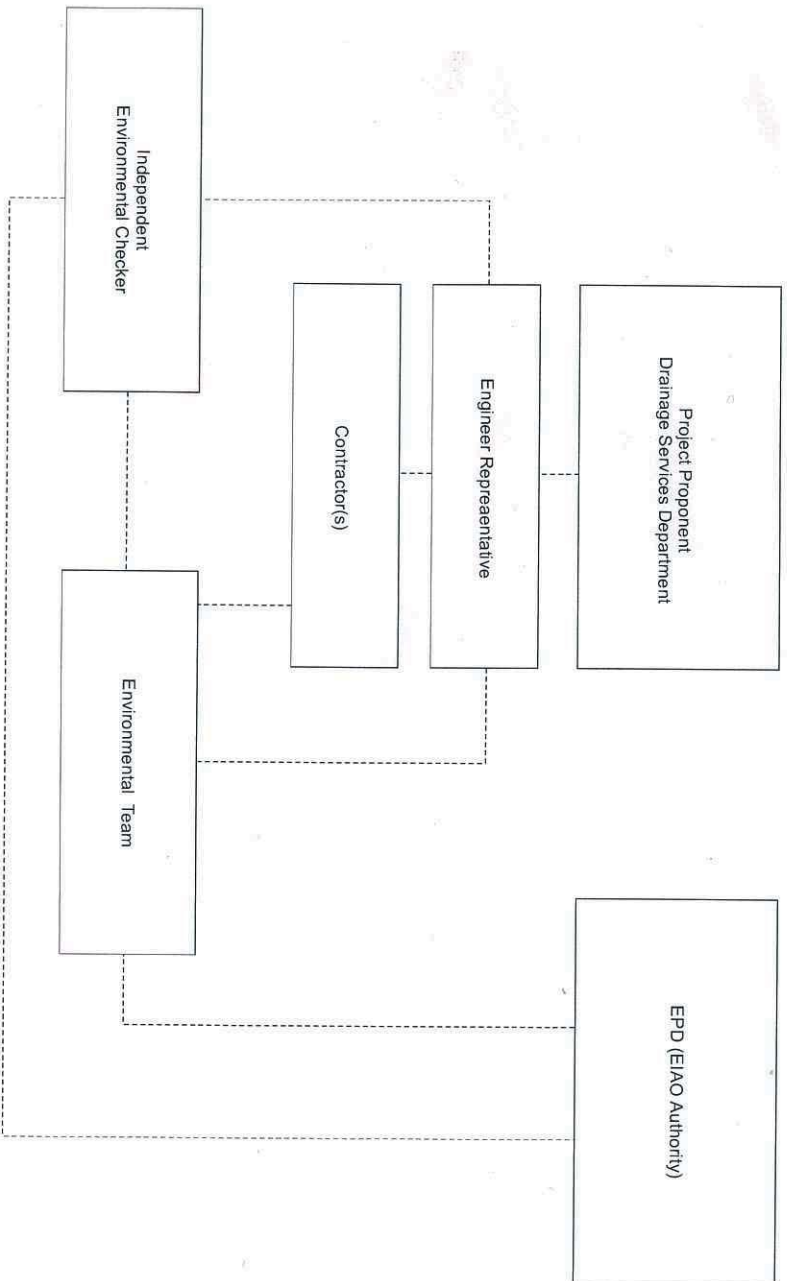 Project Proponent
Drainage Services Department
EPD (EIAO Authority)
Engineer Repreaentative
Contractor(s)
Independent
Environmental Checker
Environmental Team